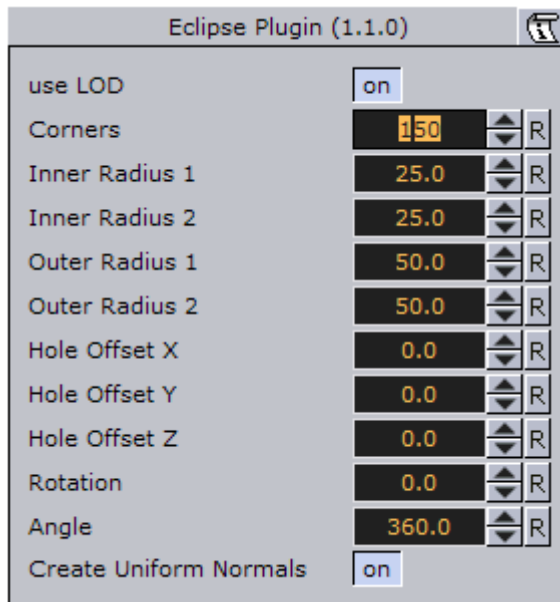 Eclipse Plugin (1.1.0)
use LOD on
Corners 150 R
Inner Radius 1 25.0 R
Inner Radius 2 25.0 R
Outer Radius 1 50.0 R
Outer Radius 2 50.0 R
Hole Offset X 0.0 R
Hole Offset Y 0.0 R
Hole Offset Z 0.0 R
Rotation 0.0 R
Angle 360.0 R
Create Uniform Normals on